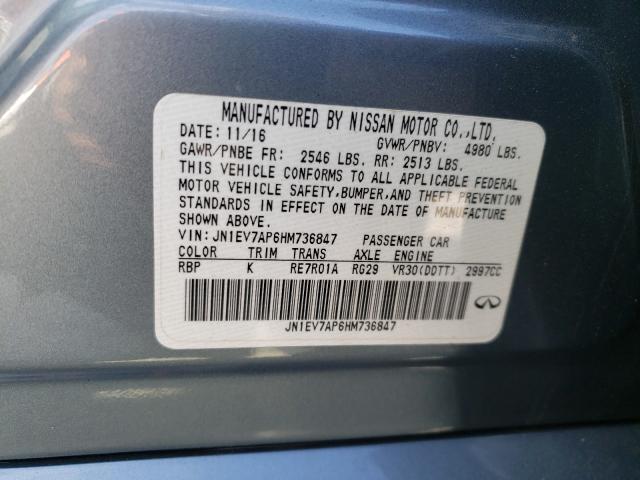 MANUFACTURED BY NISSAN MOTOR CO.,LTD.
DATE: 11/16 GVWR/PNBV: 4980 LBS.
GAWR/PNBE FR: 2546 LBS. RR: 2513 LBS.
THIS VEHICLE CONFORMS TO ALL APPLICABLE FEDERAL
MOTOR VEHICLE SAFETY,BUMPER,AND THEFT PREVENTION
STANDARDS IN EFFECT ON THE DATE OF MANUFACTURE
SHOWN ABOVE.
VIN:JN1EV7AP6HM736847 PASSENGER CAR
COLOR TRIM TRANS AXLE ENGINE
RBP K RE7R01A RG29 VR30(DDTT) 2997CC
JN1EV7AP6HM736847